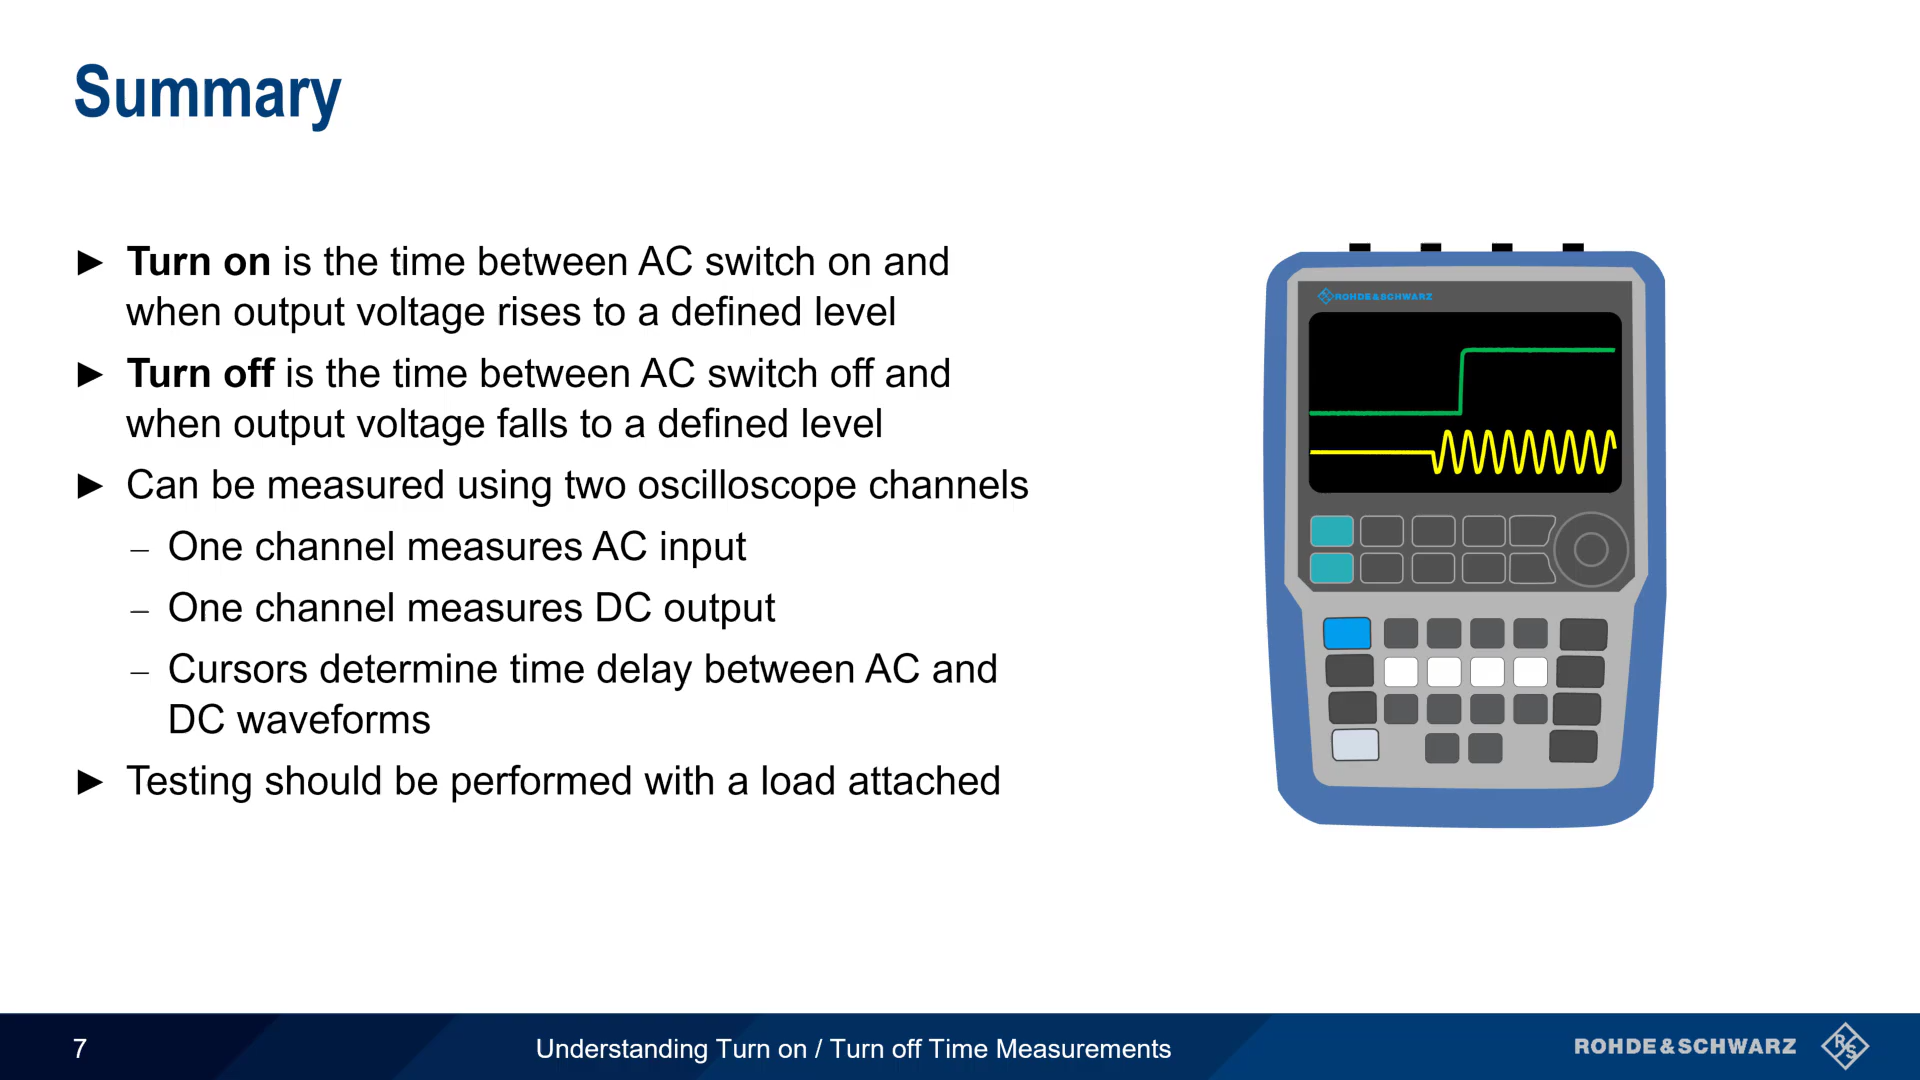 Summary
► Turn on is the time between AC switch on and
when output voltage rises to a defined level
► Turn off is the time between AC switch off and
when output voltage falls to a defined level
► Can be measured using two oscilloscope channels
– One channel measures AC input
– One channel measures DC output
– Cursors determine time delay between AC and
DC waveforms
► Testing should be performed with a load attached
ROHDE&SCHWARZ
7
Understanding Turn on / Turn off Time Measurements
ROHDE&SCHWARZ
R&S